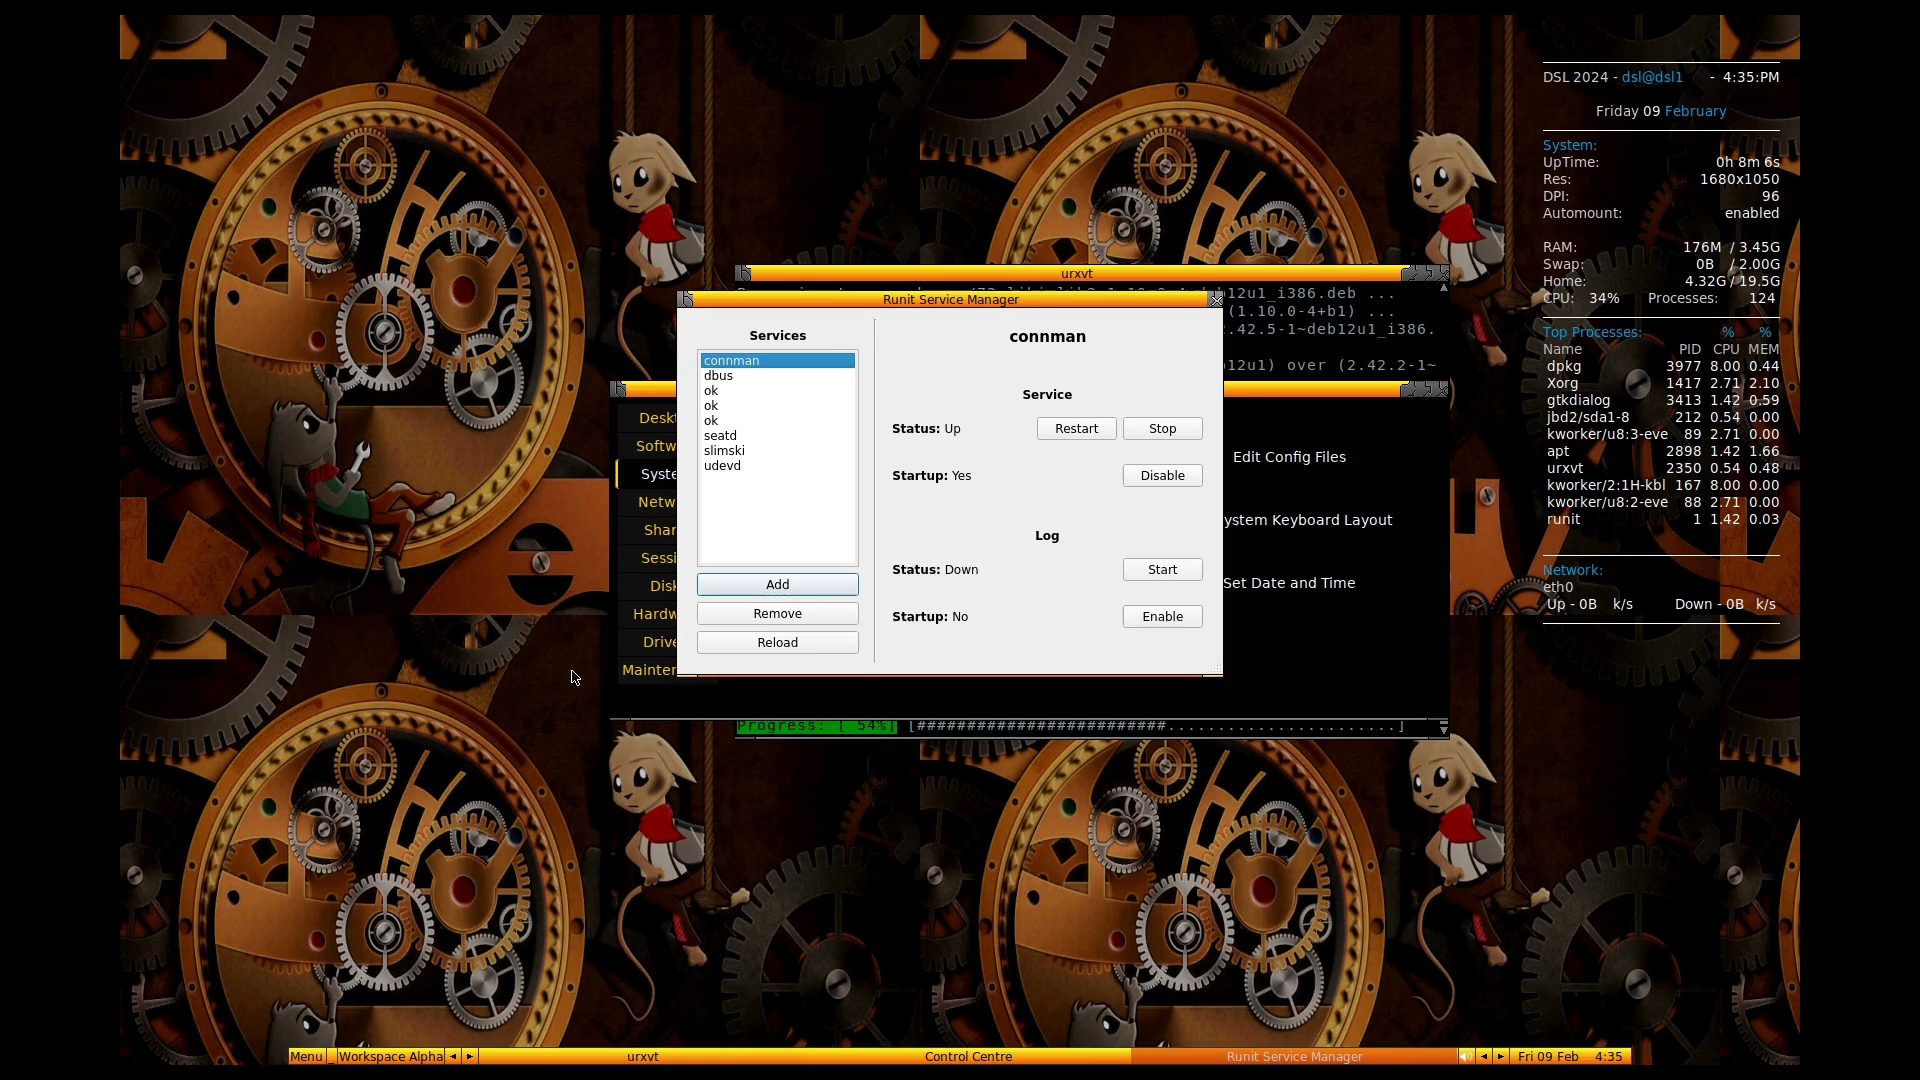 DSL 2024 - dsl@dsl1 - 4:35:PM
Friday 09 February
System:
UpTime: 0h 8m 6s
Res: 1680x1050
DPI: 96
Automount: enabled
RAM: 176M / 3.45G
Swap: 0B / 2.00G
Home: 4.32G / 19.5G
CPU: 34% Processes: 124
Top Processes: % %
Name PID CPU MEM
dpkg 3977 8.00 0.44
Xorg 1417 2.71 2.10
gtkdialog 3413 1.42 0.59
jbd2/sda1-8 212 0.54 0.00
kworker/u8:3-eve 89 2.71 0.00
apt 2898 1.42 1.66
urxvt 2350 0.54 0.48
kworker/2:1H-kbl 167 8.00 0.00
kworker/u8:2-eve 88 2.71 0.00
runit 1 1.42 0.03
Network:
eth0
Up - 0B k/s Down - 0B k/s
urxvt
12u1_i386.deb ...
(1.10.0-4+b1) ...
.42.5-1~deb12u1_i386.
12u1) over (2.42.2-1~
Runit Service Manager
Services
connman
dbus
ok
ok
ok
seatd
slimski
udevd
Add
Remove
Reload
connman
Service
Status: Up Restart Stop
Startup: Yes Disable
Log
Status: Down Start
Startup: No Enable
Deskt
Softw
Syste
Netw
Shar
Sessi
Disk
Hardw
Drive
Mainter
Edit Config Files
ystem Keyboard Layout
Set Date and Time
Progress: [ 54%] [#########################.......................]
Menu Workspace Alpha urxvt Control Centre Runit Service Manager Fri 09 Feb 4:35